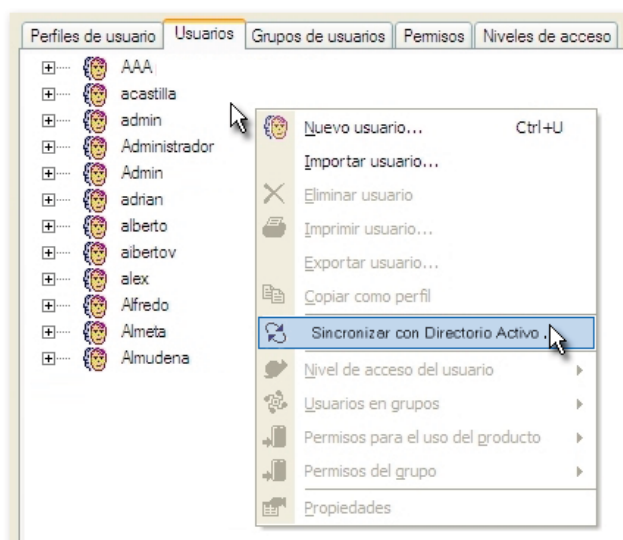 Perfiles de usuario Usuarios Grupos de usuarios Permisos Niveles de acceso
AAA
acastilla
admin
Administrador
Admin
adrian
alberto
aibertov
alex
Alfredo
Almeta
Almudena
Nuevo usuario... Ctrl+U
Importar usuario...
Eliminar usuario
Imprimir usuario...
Exportar usuario...
Copiar como perfil
Sincronizar con Directorio Activo .
Nivel de acceso del usuario
Usuarios en grupos
Permisos para el uso del producto
Permisos del grupo
Propiedades